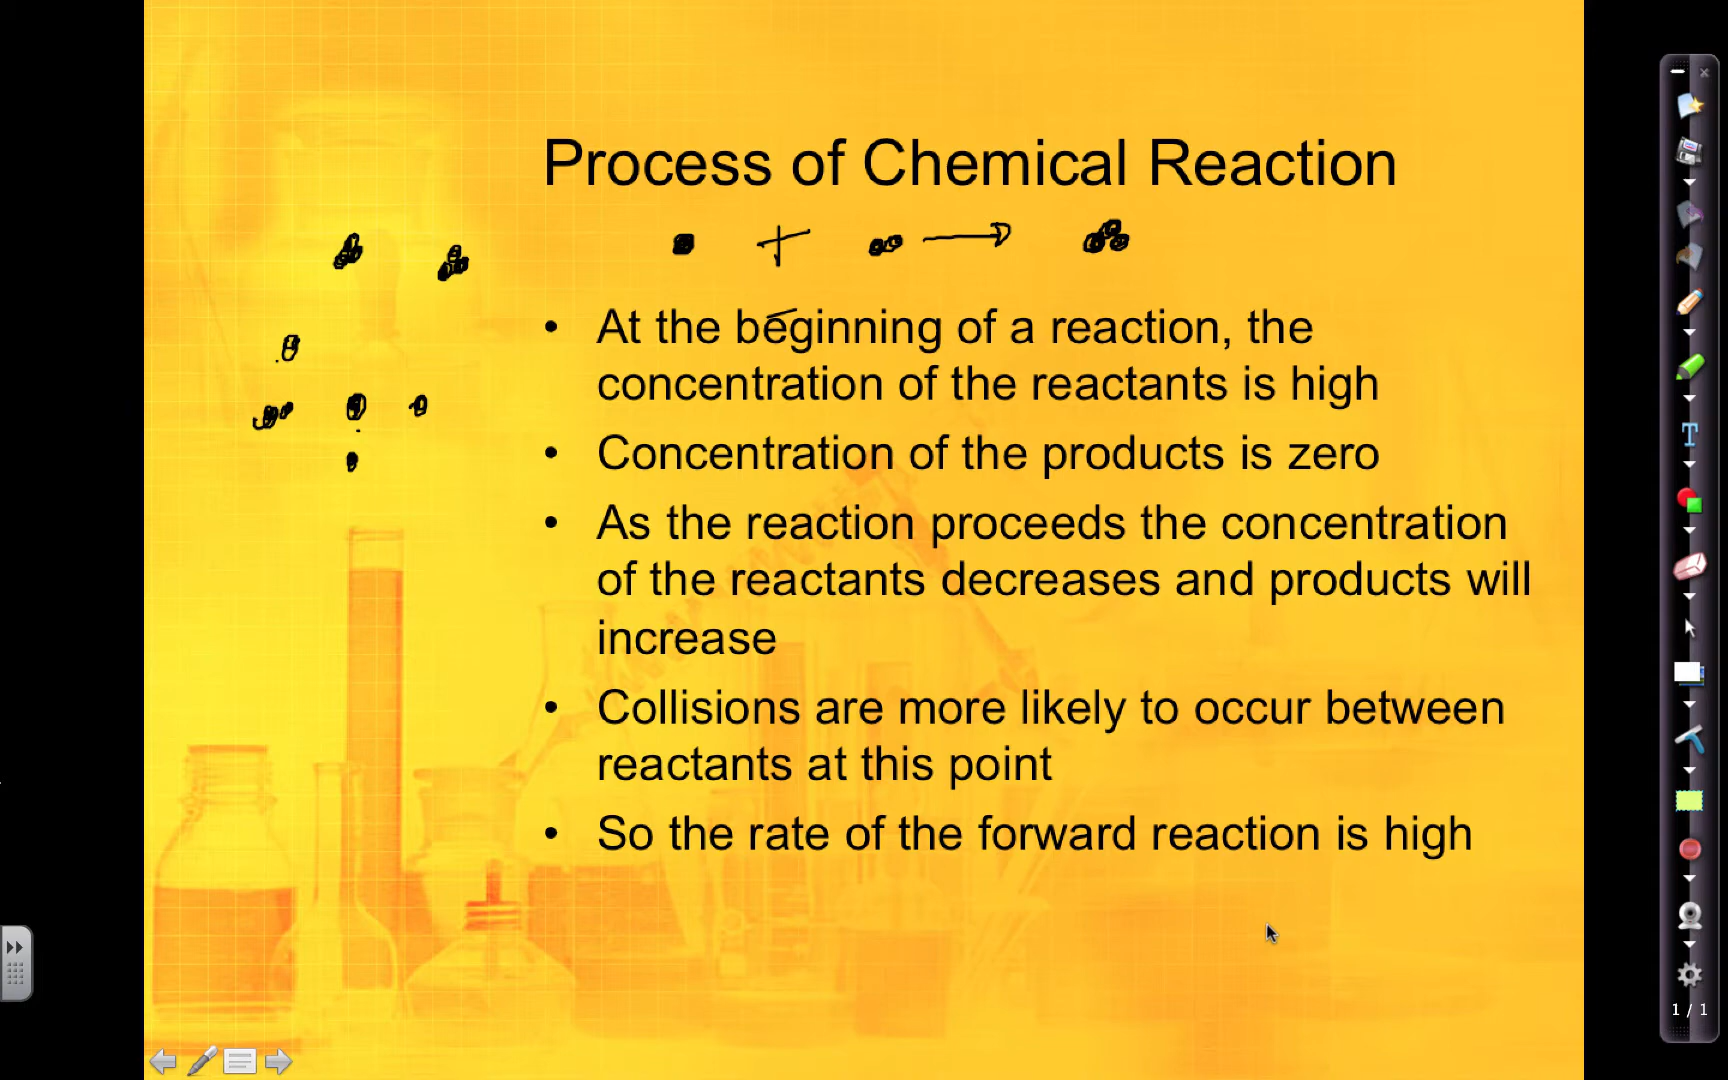 Process of Chemical Reaction
• At the beginning of a reaction, the
concentration of the reactants is high
• Concentration of the products is zero
• As the reaction proceeds the concentration
of the reactants decreases and products will
increase
• Collisions are more likely to occur between
reactants at this point
• So the rate of the forward reaction is high
1 / 1